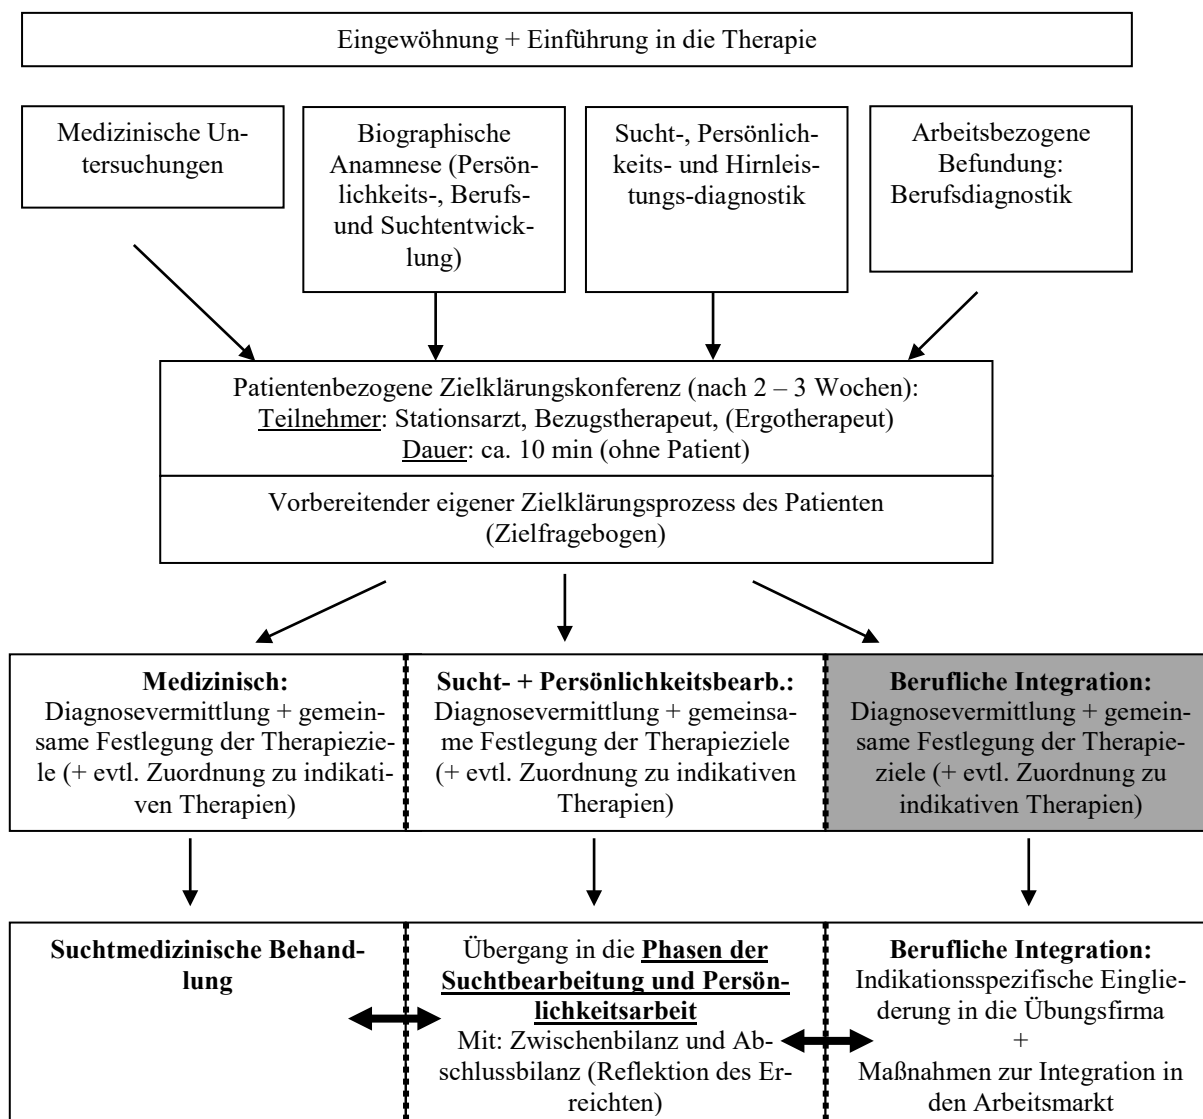 Eingewöhnung + Einführung in die Therapie
Medizinische Un-
tersuchungen
Biographische
Anamnese (Persön-
lichkeits-, Berufs-
und Suchtentwick-
lung)
Sucht-, Persönlich-
keits- und Hirnleis-
tungs-diagnostik
Arbeitsbezogene
Befundung:
Berufsdiagnostik
Patientenbezogene Zielklärungskonferenz (nach 2 – 3 Wochen):
Teilnehmer: Stationsarzt, Bezugstherapeut, (Ergotherapeut)
Dauer: ca. 10 min (ohne Patient)
Vorbereitender eigener Zielklärungsprozess des Patienten
(Zielfragebogen)
Medizinisch:
Diagnosevermittlung + gemein-
same Festlegung der Therapiezie-
le (+ evtl. Zuordnung zu indikati-
ven Therapien)
Sucht- + Persönlichkeitsbearb.:
Diagnosevermittlung + gemeinsa-
me Festlegung der Therapieziele
(+ evtl. Zuordnung zu indikativen
Therapien)
Berufliche Integration:
Diagnosevermittlung + gemein-
same Festlegung der Therapie-
ziele (+ evtl. Zuordnung zu
indikativen Therapien)
Suchtmedizinische Behand-
lung
Übergang in die Phasen der
Suchtbearbeitung und Persön-
lichkeitsarbeit
Mit: Zwischenbilanz und Ab-
schlussbilanz (Reflektion des Er-
reichten)
Berufliche Integration:
Indikationsspezifische Einglie-
derung in die Übungsfirma
+
Maßnahmen zur Integration in
den Arbeitsmarkt